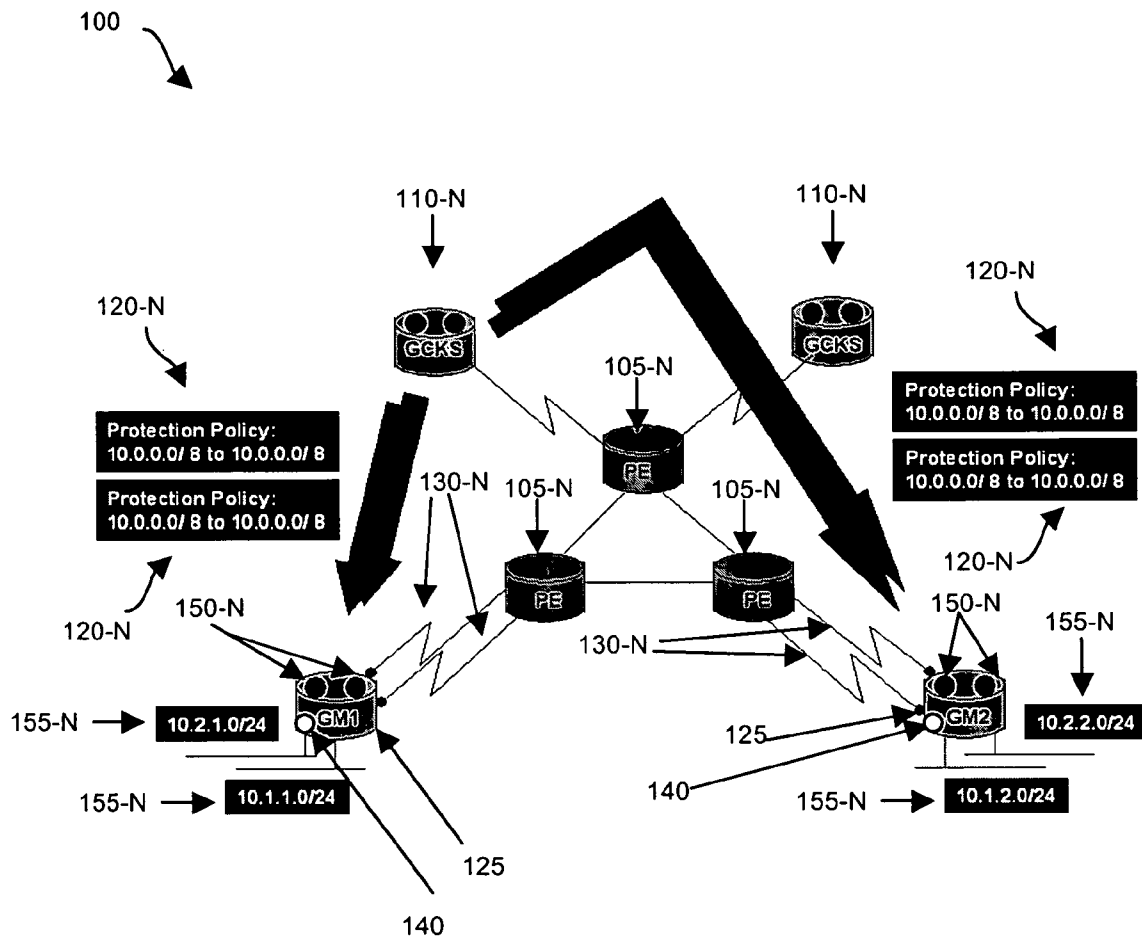 100
110-N
110-N
120-N
120-N
GCKS
GCKS
105-N
Protection Policy:
10.0.0.0/ 8 to 10.0.0.0/ 8
Protection Policy:
10.0.0.0/ 8 to 10.0.0.0/ 8
Protection Policy:
10.0.0.0/ 8 to 10.0.0.0/ 8
Protection Policy:
10.0.0.0/ 8 to 10.0.0.0/ 8
PE
130-N
105-N
105-N
PE
PE
120-N
120-N
150-N
150-N
130-N
155-N
155-N
10.2.1.0/24
GM1
125
GM2
10.2.2.0/24
155-N
10.1.1.0/24
140
155-N
10.1.2.0/24
125
140